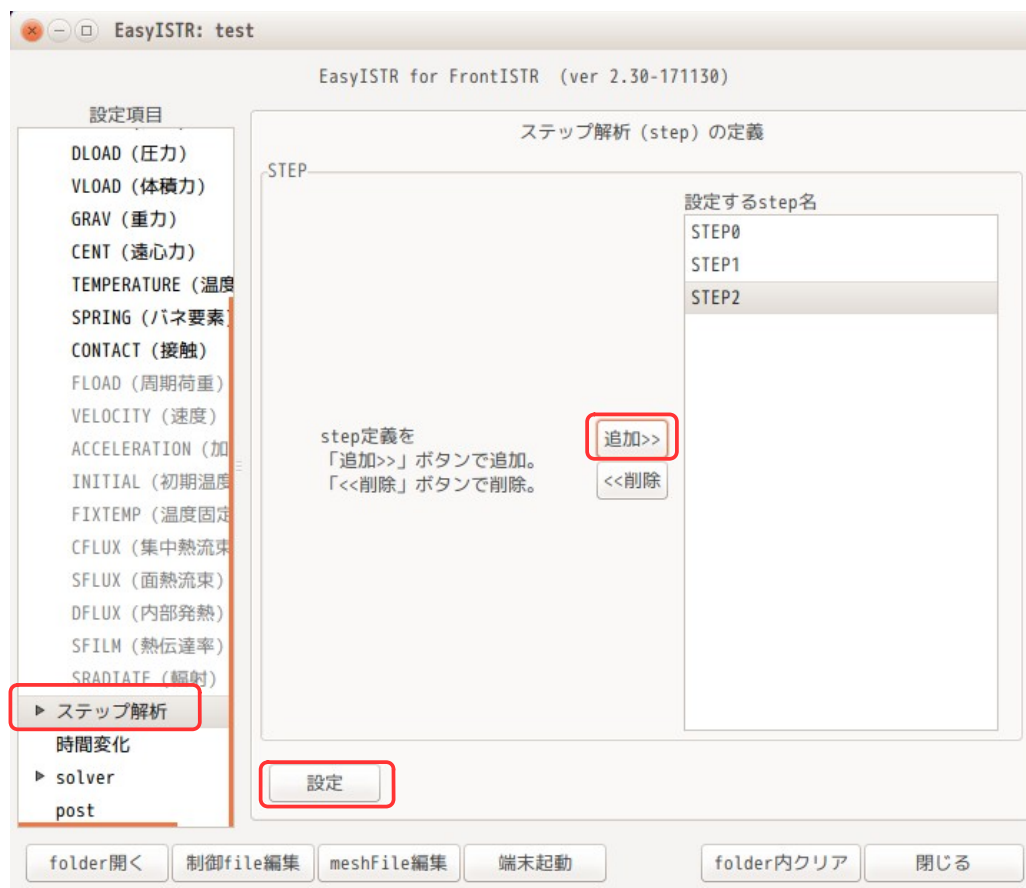 EasyISTR: test
EasyISTR for FrontISTR (ver 2.30-171130)
設定項目
DLOAD (圧力)
VLOAD (体積力)
GRAV (重力)
CENT (遠心力)
TEMPERATURE (温度
SPRING (バネ要素)
CONTACT (接触)
FLOAD (周期荷重)
VELOCITY (速度)
ACCELERATION (加
INITIAL (初期温度
FIXTEMP (温度固定
CFLUX (集中熱流束
SFLUX (面熱流束)
DFLUX (内部発熱)
SFILM (熱伝達率)
SRADIATE (輻射)
ステップ解析
時間変化
solver
post
ステップ解析 (step) の定義
STEP
設定するstep名
STEP0
STEP1
STEP2
step定義を
「追加>>」ボタンで追加。
「<<削除」ボタンで削除。
追加>>
<<削除
設定
folder開く
制御file編集
meshFile編集
端末起動
folder内クリア
閉じる